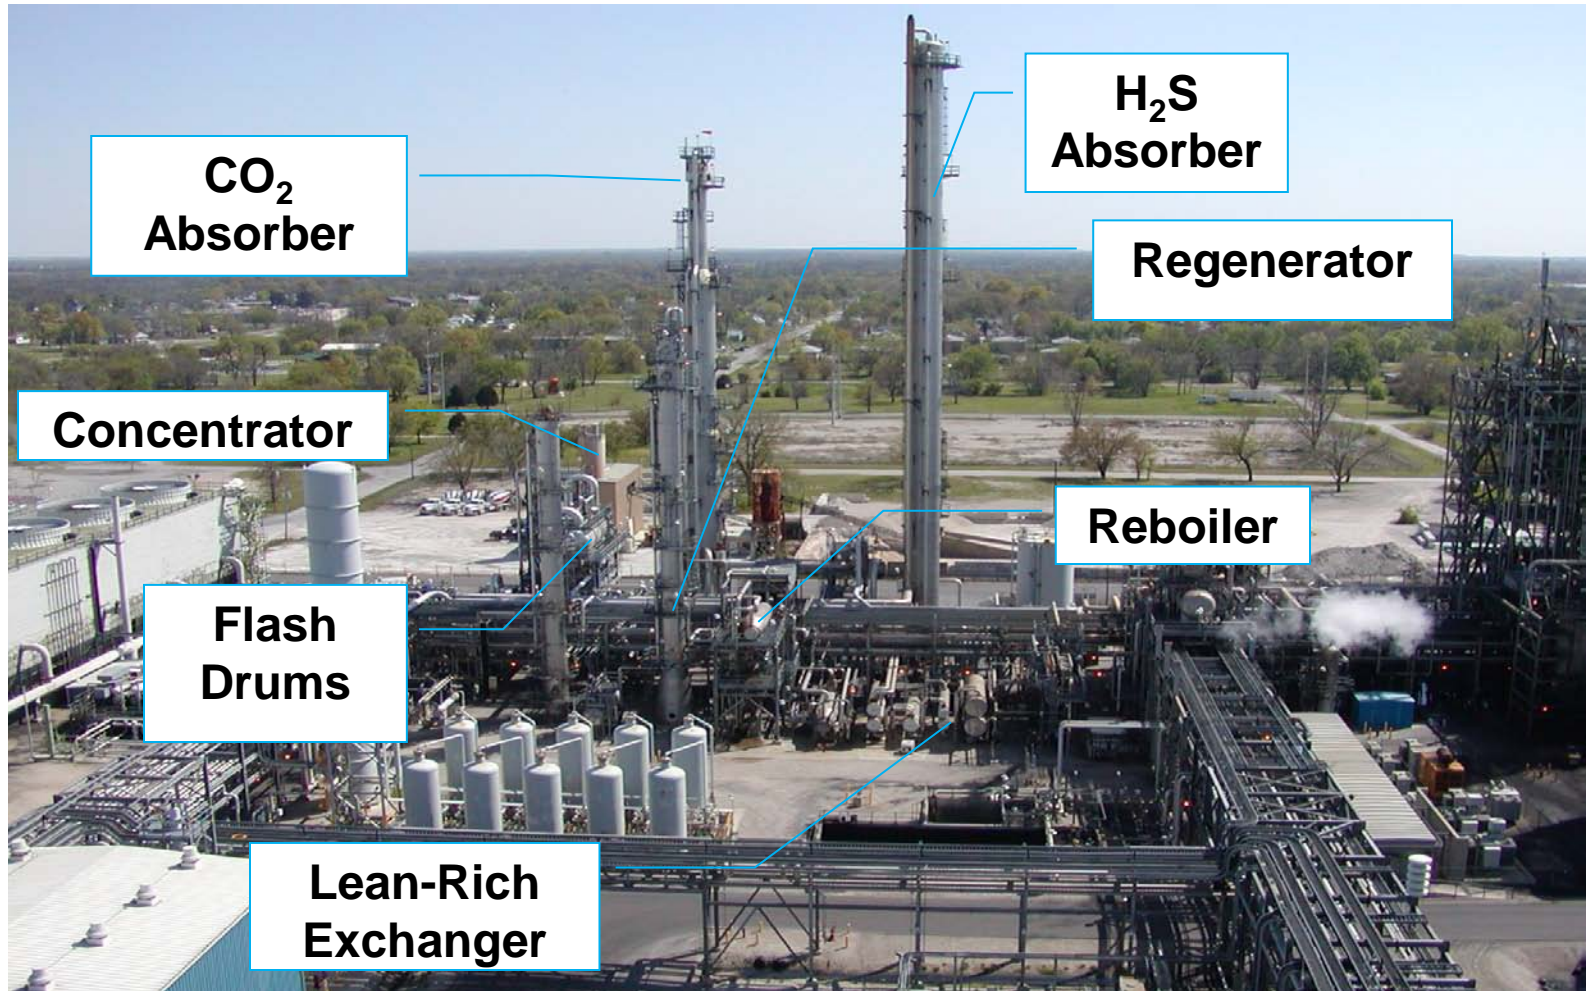 H₂S
Absorber
CO₂
Absorber
Regenerator
Concentrator
Reboiler
Flash
Drums
Lean-Rich
Exchanger